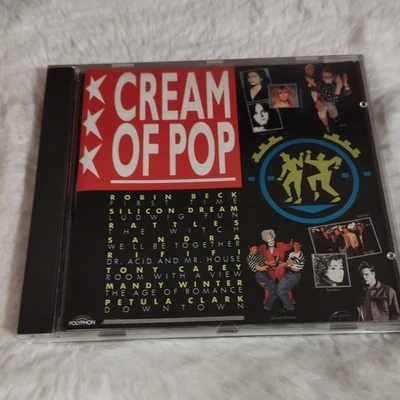 CREAM
OF POP
ROBIN BECK
FIRST TIME
SILICON DREAM
LUDWIG FUN
RATTLES
THE WITCH
SANDRA
WE'LL BE TOGETHER
RIFIFI
DR. ACID AND MR. HOUSE
TONY CAREY
ROOM WITH A VIEW
MANDY WINTER
THE AGE OF ROMANCE
PETULA CLARK
DOWNTOWN
POLYPHON